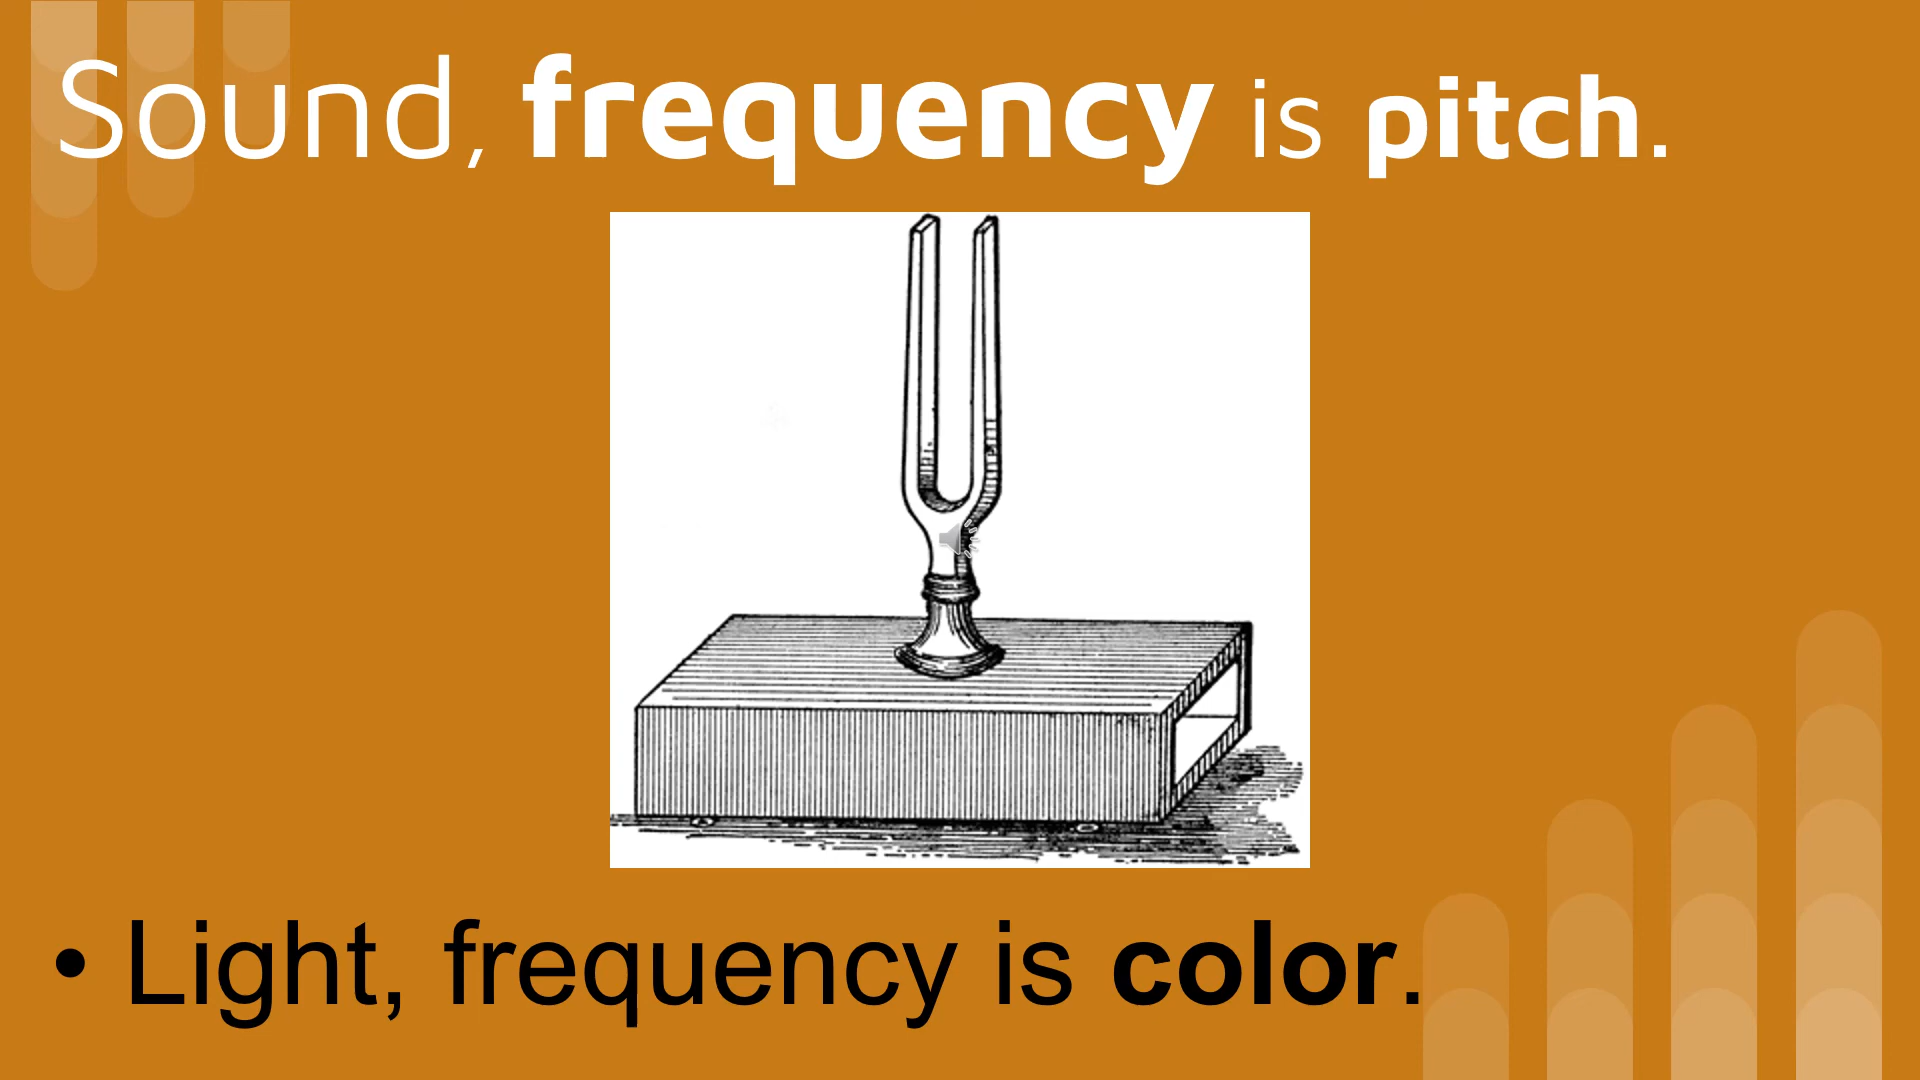 Sound, frequency is pitch.
• Light, frequency is color.